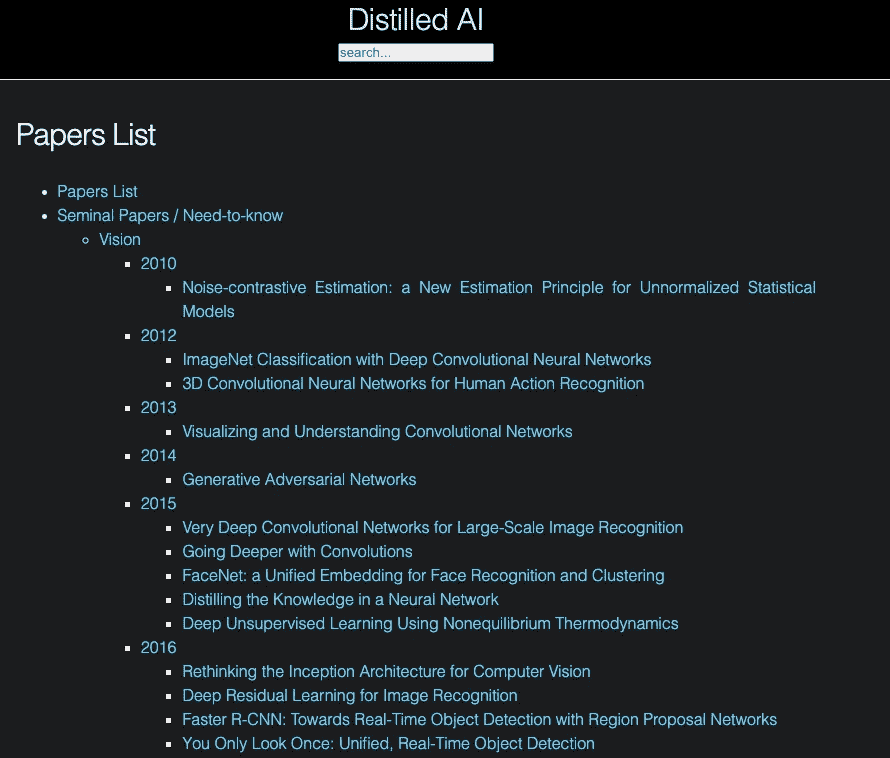 Distilled AI
search...
Papers List
Papers List
Seminal Papers / Need-to-know
Vision
2010
Noise-contrastive Estimation: a New Estimation Principle for Unnormalized Statistical
Models
2012
ImageNet Classification with Deep Convolutional Neural Networks
3D Convolutional Neural Networks for Human Action Recognition
2013
Visualizing and Understanding Convolutional Networks
2014
Generative Adversarial Networks
2015
Very Deep Convolutional Networks for Large-Scale Image Recognition
Going Deeper with Convolutions
FaceNet: a Unified Embedding for Face Recognition and Clustering
Distilling the Knowledge in a Neural Network
Deep Unsupervised Learning Using Nonequilibrium Thermodynamics
2016
Rethinking the Inception Architecture for Computer Vision
Deep Residual Learning for Image Recognition
Faster R-CNN: Towards Real-Time Object Detection with Region Proposal Networks
You Only Look Once: Unified, Real-Time Object Detection